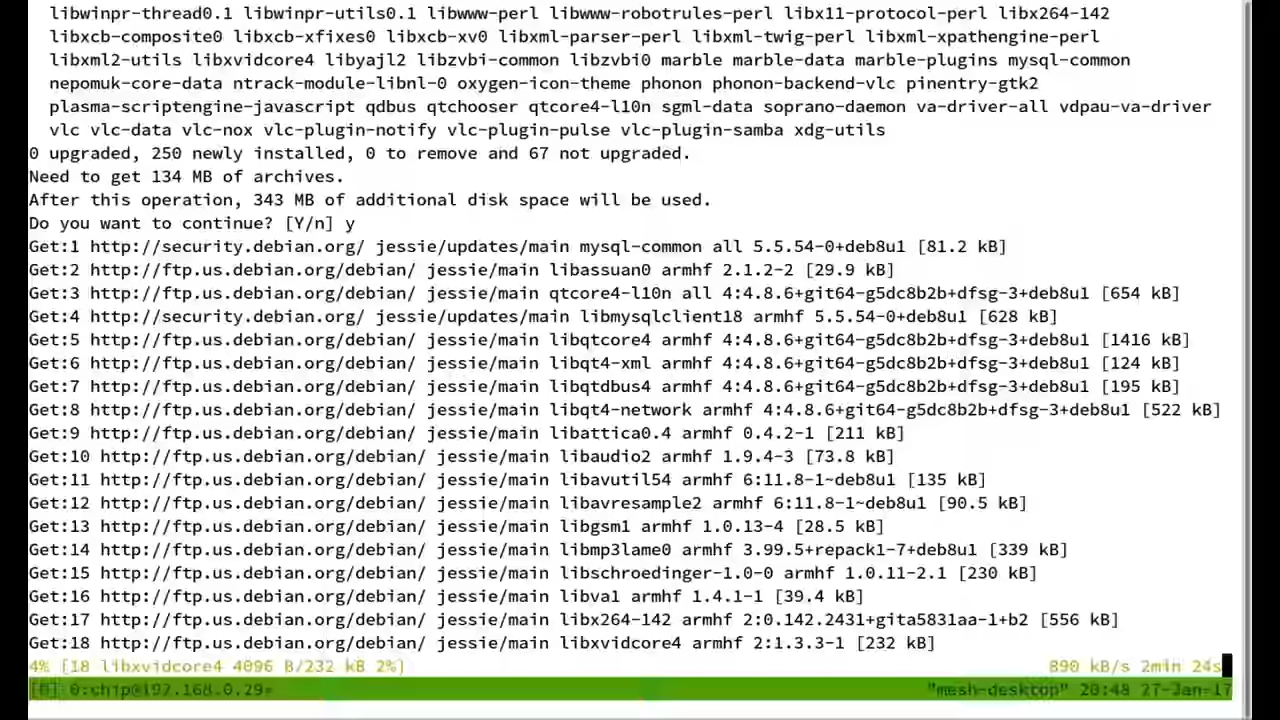 libwinpr-thread0.1 libwinpr-utils0.1 libwww-perl libwww-robotrules-perl libx11-protocol-perl libx264-142
libxcb-composite0 libxcb-xfixes0 libxcb-xv0 libxml-parser-perl libxml-twig-perl libxml-xpathengine-perl
libxml2-utils libxvidcore4 libyajl2 libzvbi-common libzvbi0 marble marble-data marble-plugins mysql-common
nepomuk-core-data ntrack-module-libnl-0 oxygen-icon-theme phonon phonon-backend-vlc pinentry-gtk2
plasma-scriptengine-javascript qdbus qtchooser qtcore4-l10n sgml-data soprano-daemon va-driver-all vdpau-va-driver
vlc vlc-data vlc-nox vlc-plugin-notify vlc-plugin-pulse vlc-plugin-samba xdg-utils
0 upgraded, 250 newly installed, 0 to remove and 67 not upgraded.
Need to get 134 MB of archives.
After this operation, 343 MB of additional disk space will be used.
Do you want to continue? [Y/n] y
Get:1 http://security.debian.org/ jessie/updates/main mysql-common all 5.5.54-0+deb8u1 [81.2 kB]
Get:2 http://ftp.us.debian.org/debian/ jessie/main libassuan0 armhf 2.1.2-2 [29.9 kB]
Get:3 http://ftp.us.debian.org/debian/ jessie/main qtcore4-l10n all 4:4.8.6+git64-g5dc8b2b+dfsg-3+deb8u1 [654 kB]
Get:4 http://security.debian.org/ jessie/updates/main libmysqlclient18 armhf 5.5.54-0+deb8u1 [628 kB]
Get:5 http://ftp.us.debian.org/debian/ jessie/main libqtcore4 armhf 4:4.8.6+git64-g5dc8b2b+dfsg-3+deb8u1 [1416 kB]
Get:6 http://ftp.us.debian.org/debian/ jessie/main libqt4-xml armhf 4:4.8.6+git64-g5dc8b2b+dfsg-3+deb8u1 [124 kB]
Get:7 http://ftp.us.debian.org/debian/ jessie/main libqtdbus4 armhf 4:4.8.6+git64-g5dc8b2b+dfsg-3+deb8u1 [195 kB]
Get:8 http://ftp.us.debian.org/debian/ jessie/main libqt4-network armhf 4:4.8.6+git64-g5dc8b2b+dfsg-3+deb8u1 [522 kB]
Get:9 http://ftp.us.debian.org/debian/ jessie/main libattica0.4 armhf 0.4.2-1 [211 kB]
Get:10 http://ftp.us.debian.org/debian/ jessie/main libaudio2 armhf 1.9.4-3 [73.8 kB]
Get:11 http://ftp.us.debian.org/debian/ jessie/main libavutil54 armhf 6:11.8-1~deb8u1 [135 kB]
Get:12 http://ftp.us.debian.org/debian/ jessie/main libavresample2 armhf 6:11.8-1~deb8u1 [90.5 kB]
Get:13 http://ftp.us.debian.org/debian/ jessie/main libgsm1 armhf 1.0.13-4 [28.5 kB]
Get:14 http://ftp.us.debian.org/debian/ jessie/main libmp3lame0 armhf 3.99.5+repack1-7+deb8u1 [339 kB]
Get:15 http://ftp.us.debian.org/debian/ jessie/main libschroedinger-1.0-0 armhf 1.0.11-2.1 [230 kB]
Get:16 http://ftp.us.debian.org/debian/ jessie/main libva1 armhf 1.4.1-1 [39.4 kB]
Get:17 http://ftp.us.debian.org/debian/ jessie/main libx264-142 armhf 2:0.142.2431+gita5831aa-1+b2 [556 kB]
Get:18 http://ftp.us.debian.org/debian/ jessie/main libxvidcore4 armhf 2:1.3.3-1 [232 kB]
4% [18 libxvidcore4 4096 B/232 kB 2%] 890 kB/s 2min 24s
[0] 0:chip@192.168.0.29* "mesh-desktop" 20:48 27-Jan-17